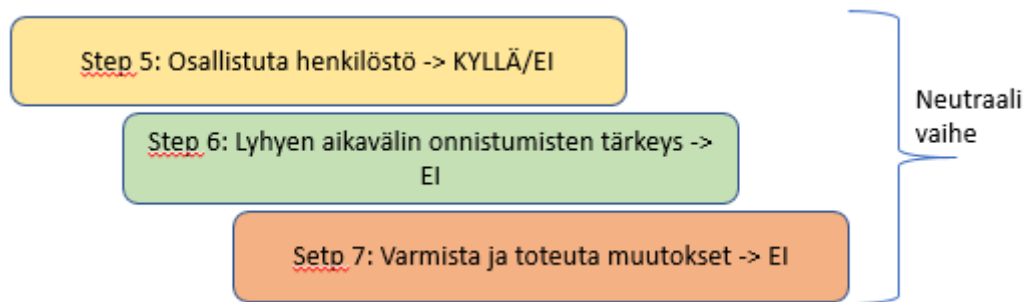 Step 5: Osallistuta henkilöstö -> KYLLÄ/EI
Step 6: Lyhyen aikavälin onnistumisten tärkeys ->
EI
Setp 7: Varmista ja toteuta muutokset -> EI
Neutraali
vaihe